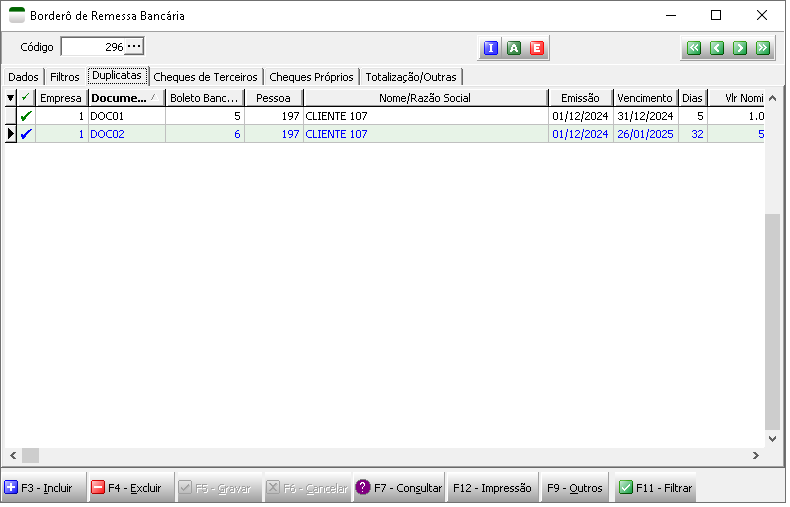 Borderô de Remessa Bancária
Código 296 ... I A E
Dados Filtros Duplicatas Cheques de Terceiros Cheques Próprios Totalização/Outras
Empresa Docume... Boleto Banc... Pessoa Nome/Razão Social Emissão Vencimento Dias Vlr Nomi
1 DOC01 5 197 CLIENTE 107 01/12/2024 31/12/2024 5 1.0
1 DOC02 6 197 CLIENTE 107 01/12/2024 26/01/2025 32 5
F3 - Incluir F4 - Excluir F5 - Gravar F6 - Cancelar ? F7 - Consultar F12 - Impressão F9 - Outros F11 - Filtrar